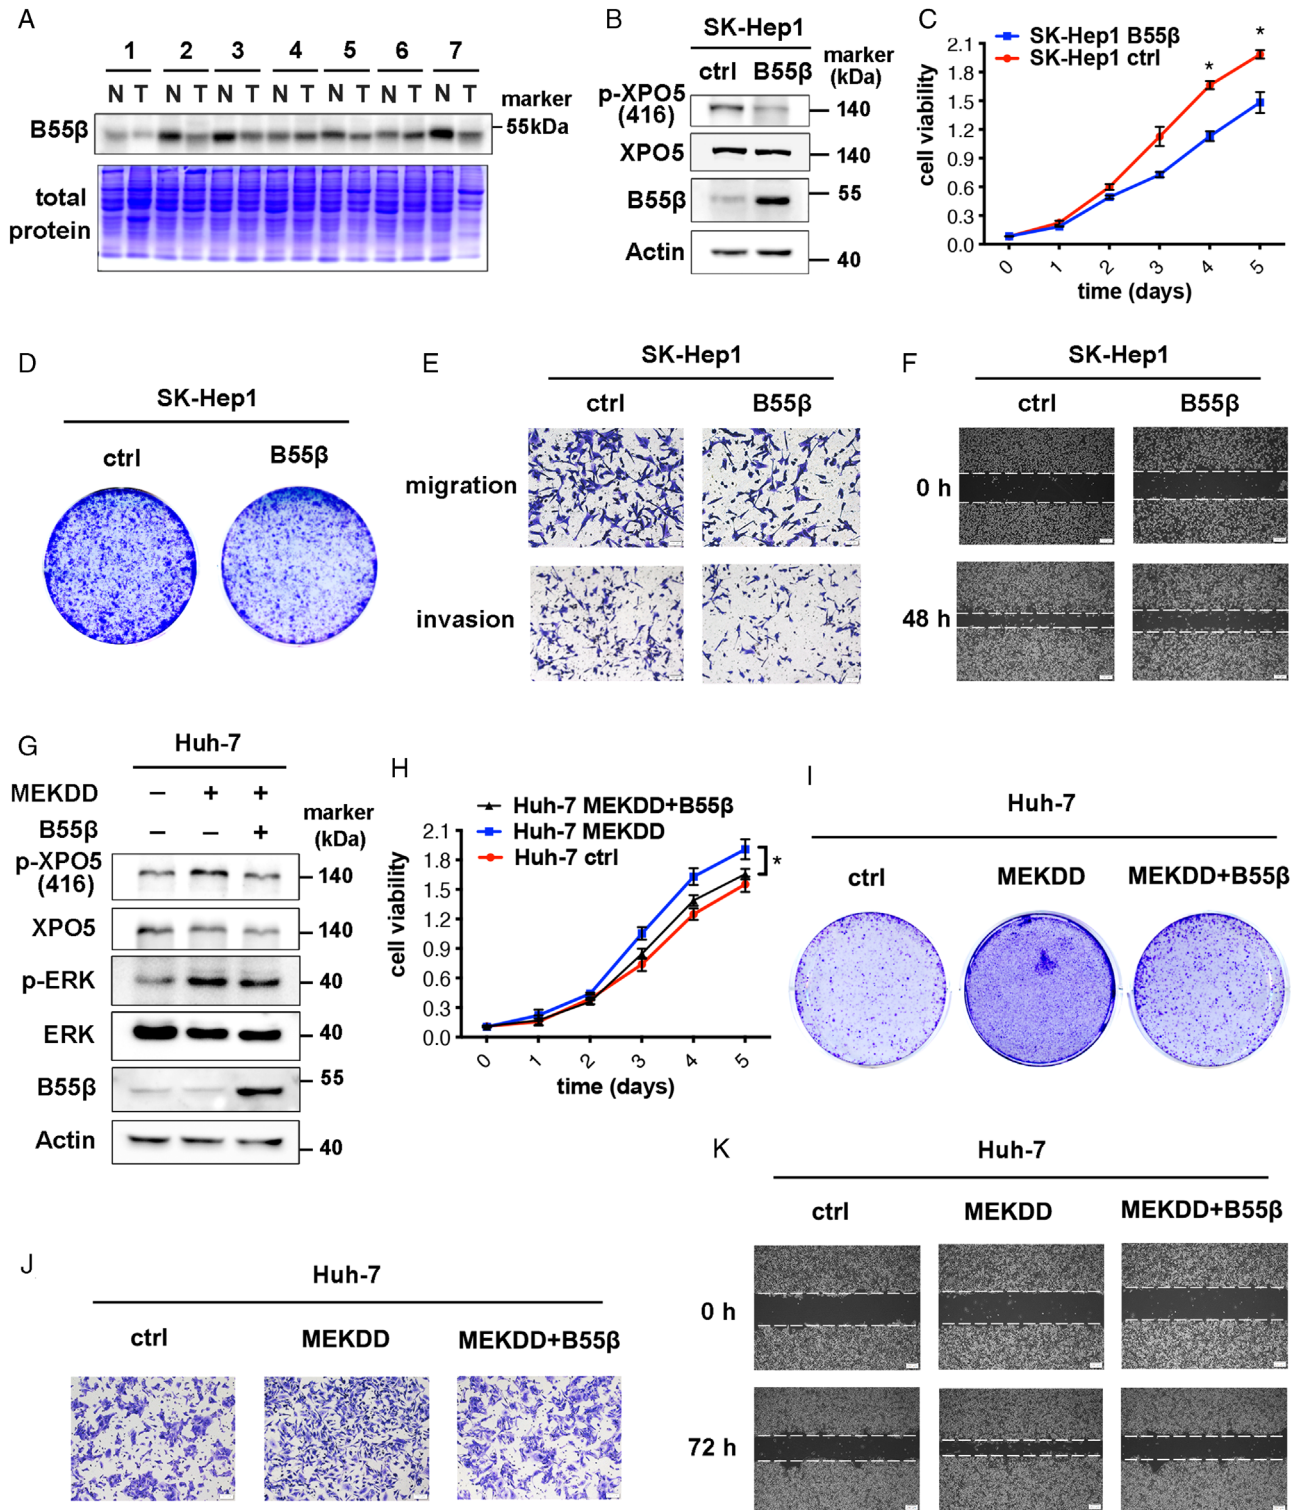 A
1 2 3 4 5 6 7
N T N T N T N T N T N T N T
marker
55kDa
B55β
total
protein
B
SK-Hep1
ctrl B55β
marker
(kDa)
p-XPO5
(416)
140
XPO5
140
B55β
55
Actin
40
C
SK-Hep1 B55β
SK-Hep1 ctrl
cell viability
2.1
1.8
1.5
1.2
0.9
0.6
0.3
0.0
* *
0 1 2 3 4 5
time (days)
D
SK-Hep1
ctrl B55β
E
SK-Hep1
ctrl B55β
migration
invasion
F
SK-Hep1
ctrl B55β
0 h
48 h
G
Huh-7
MEKDD − + +
B55β − − +
marker
(kDa)
p-XPO5
(416)
140
XPO5
140
p-ERK
40
ERK
40
B55β
55
Actin
40
H
Huh-7 MEKDD+B55β
Huh-7 MEKDD
Huh-7 ctrl
cell viability
2.1
1.8
1.5
1.2
0.9
0.6
0.3
0.0
*
0 1 2 3 4 5
time (days)
I
Huh-7
ctrl MEKDD MEKDD+B55β
J
Huh-7
ctrl MEKDD MEKDD+B55β
K
Huh-7
ctrl MEKDD MEKDD+B55β
0 h
72 h